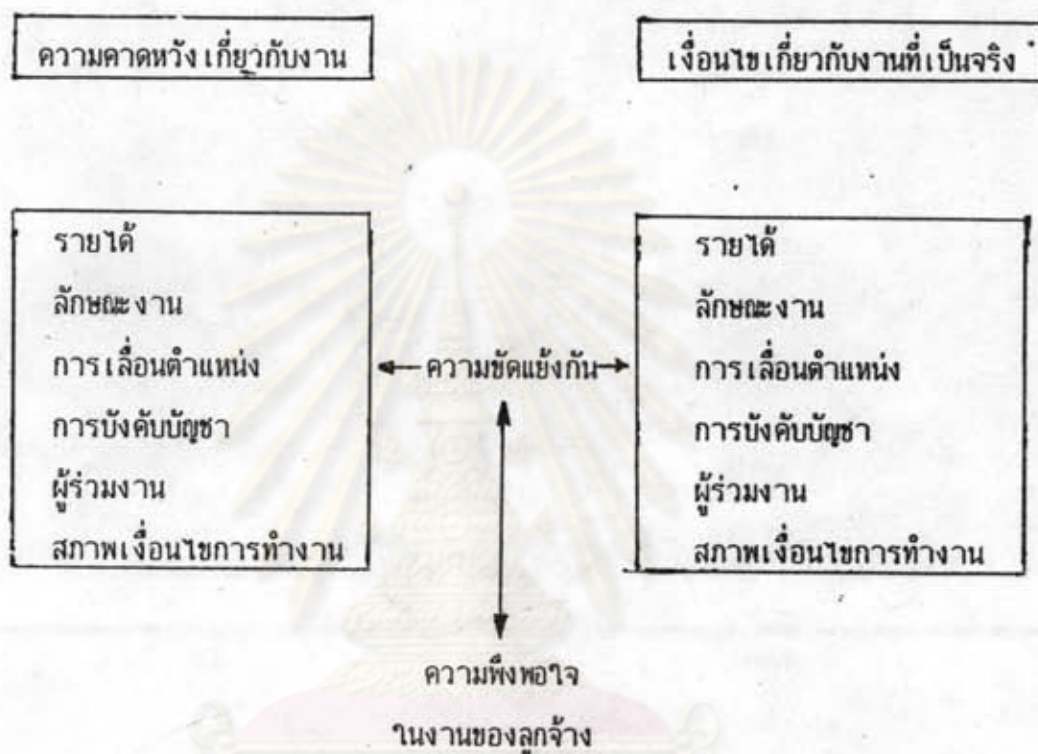 ความคาดหวังเกี่ยวกับงาน
เงื่อนไขเกี่ยวกับงานที่เป็นจริง
รายได้
ลักษณะงาน
การเลื่อนตำแหน่ง
การบังคับบัญชา
ผู้ร่วมงาน
สภาพเงื่อนไขการทำงาน
ความขัดแย้งกัน
รายได้
ลักษณะงาน
การเลื่อนตำแหน่ง
การบังคับบัญชา
ผู้ร่วมงาน
สภาพเงื่อนไขการทำงาน
ความพึงพอใจ
ในงานของลูกจ้าง